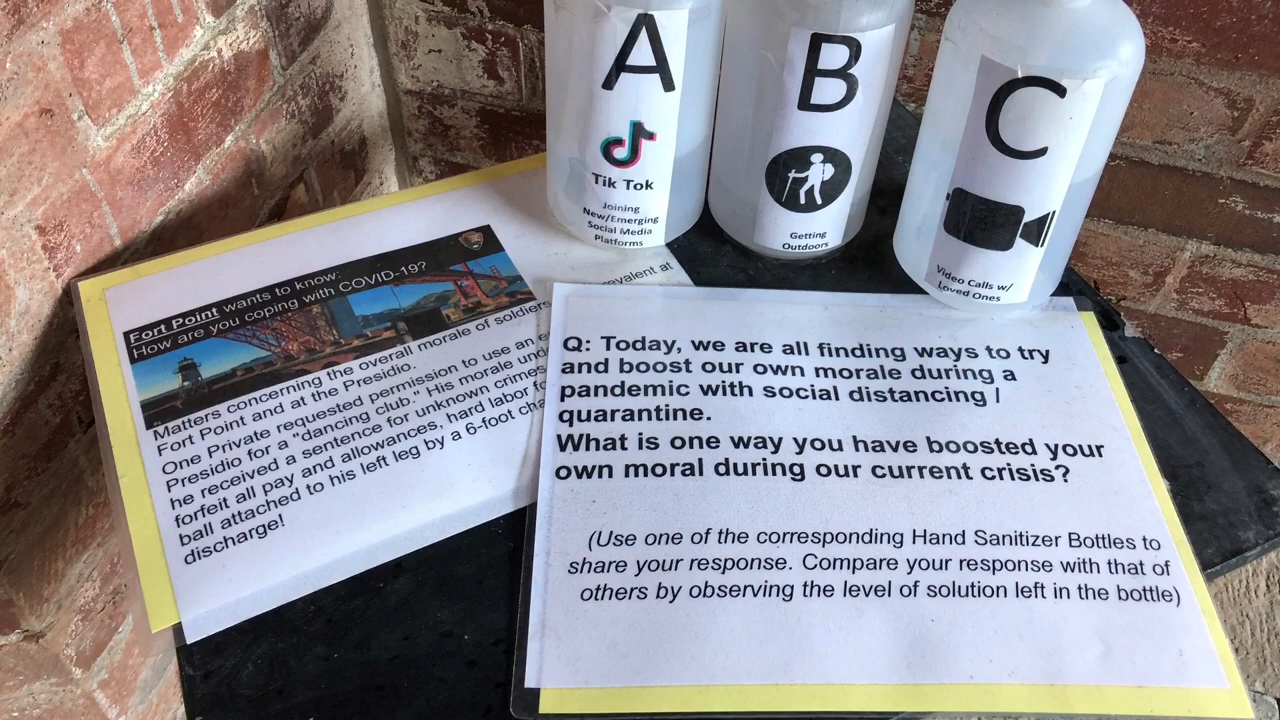 A
Tik Tok
Joining
New/Emerging
Social Media
Platforms
B
Getting
Outdoors
C
Video Calls w/
Loved Ones
Fort Point wants to know:
How are you coping with COVID-19?
at
Matters concerning the overall morale of soldiers
Fort Point and at the Presidio.
One Private requested permission to use an
Presidio for a "dancing club." His morale
he received a sentence for unknown crimes
forfeit all pay and allowances, hard labor
ball attached to his left leg by a 6-foot
discharge!
Q: Today, we are all finding ways to try
and boost our own morale during a
pandemic with social distancing /
quarantine.
What is one way you have boosted your
own moral during our current crisis?
(Use one of the corresponding Hand Sanitizer Bottles to
share your response. Compare your response with that of
others by observing the level of solution left in the bottle)